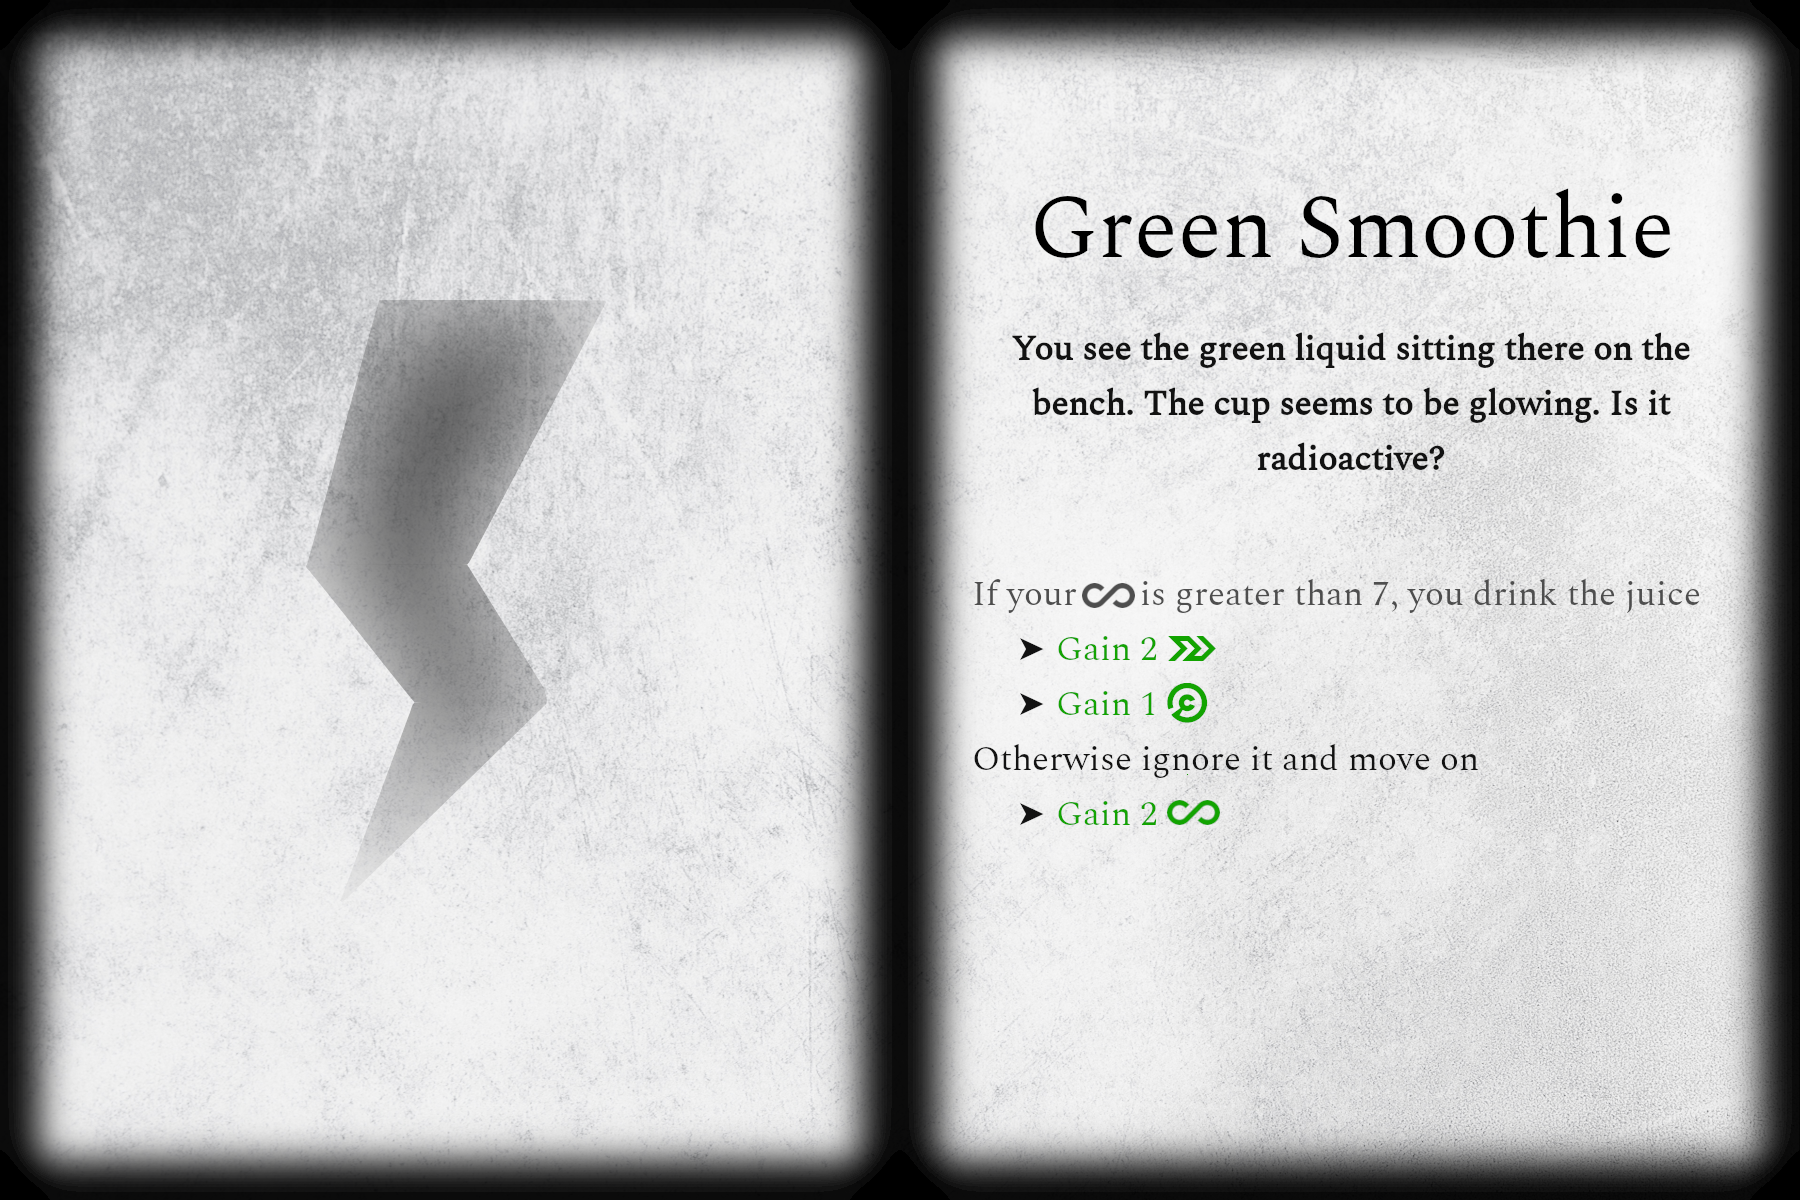 Green Smoothie
You see the green liquid sitting there on the
bench. The cup seems to be glowing. Is it
radioactive?
If your ∞ is greater than 7, you drink the juice
➤ Gain 2
➤ Gain 1
Otherwise ignore it and move on
➤ Gain 2 ∞